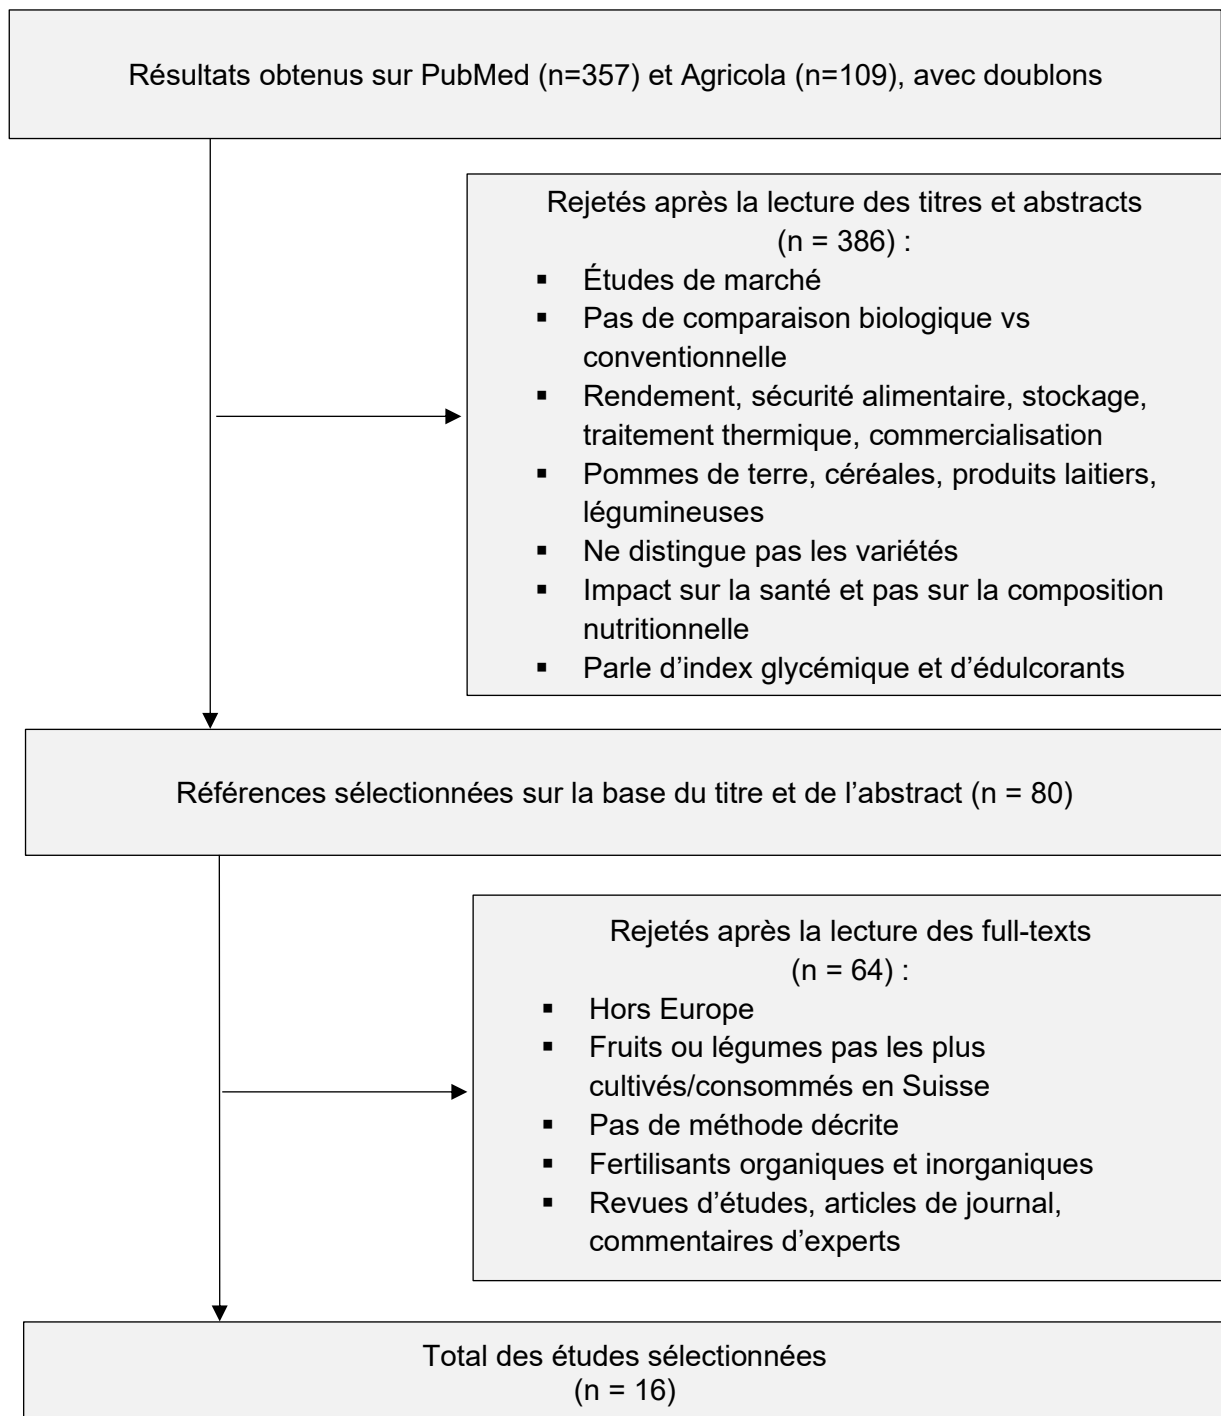 Résultats obtenus sur PubMed (n=357) et Agricola (n=109), avec doublons
Rejetés après la lecture des titres et abstracts
(n = 386) :
▪ Études de marché
▪ Pas de comparaison biologique vs
conventionnelle
▪ Rendement, sécurité alimentaire, stockage,
traitement thermique, commercialisation
▪ Pommes de terre, céréales, produits laitiers,
légumineuses
▪ Ne distingue pas les variétés
▪ Impact sur la santé et pas sur la composition
nutritionnelle
▪ Parle d’index glycémique et d’édulcorants
Références sélectionnées sur la base du titre et de l’abstract (n = 80)
Rejetés après la lecture des full-texts
(n = 64) :
▪ Hors Europe
▪ Fruits ou légumes pas les plus
cultivés/consommés en Suisse
▪ Pas de méthode décrite
▪ Fertilisants organiques et inorganiques
▪ Revues d’études, articles de journal,
commentaires d’experts
Total des études sélectionnées
(n = 16)